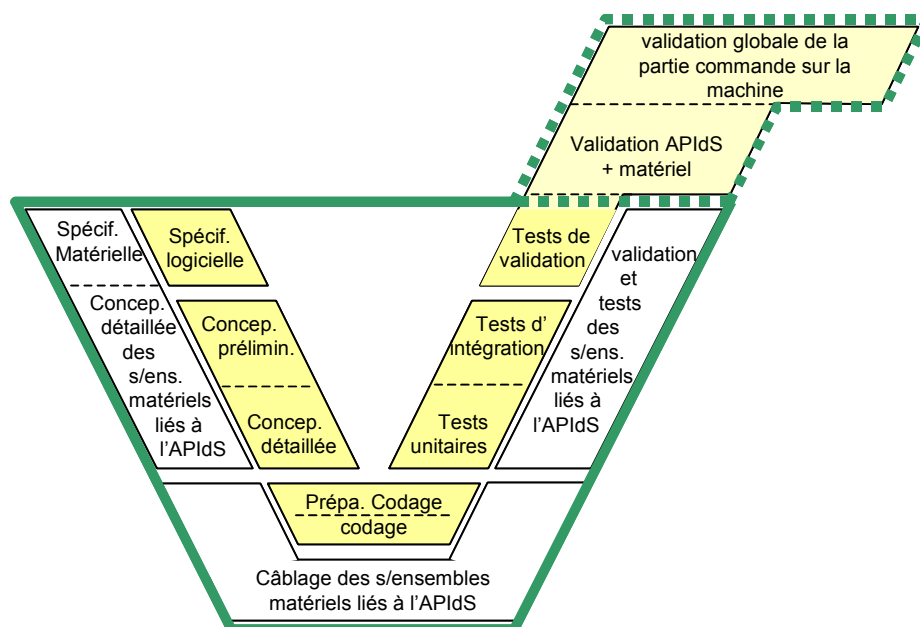 validation globale de la
partie commande sur la
machine
Validation APIdS
+ matériel
Spécif.
Matérielle
Concep.
détaillée
des
s/ens.
matériels
liés à
l'APIdS
Spécif.
logicielle
Concep.
prélimin.
Concep.
détaillée
Prépa. Codage
codage
Câblage des s/ensembles
matériels liés à l'APIdS
Tests
unitaires
Tests d'
intégration
Tests de
validation
validation
et
tests
des
s/ens.
matériels
liés à
l'APIdS